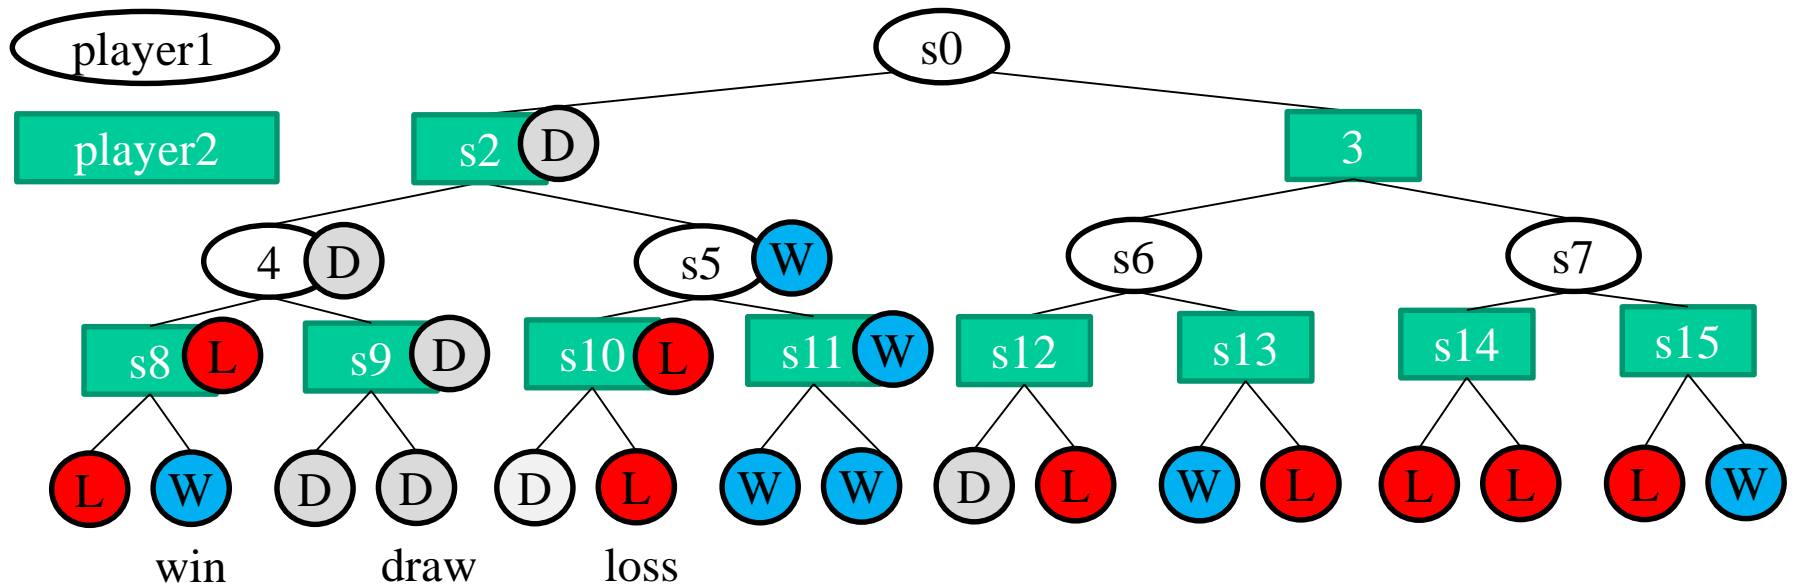 player1 s0
player2 s2 D 3
4 D s5 W s6 s7
s8 L s9 D s10 L s11 W s12 s13 s14 s15
L W D D D L W W D L W L L L L W
win draw loss